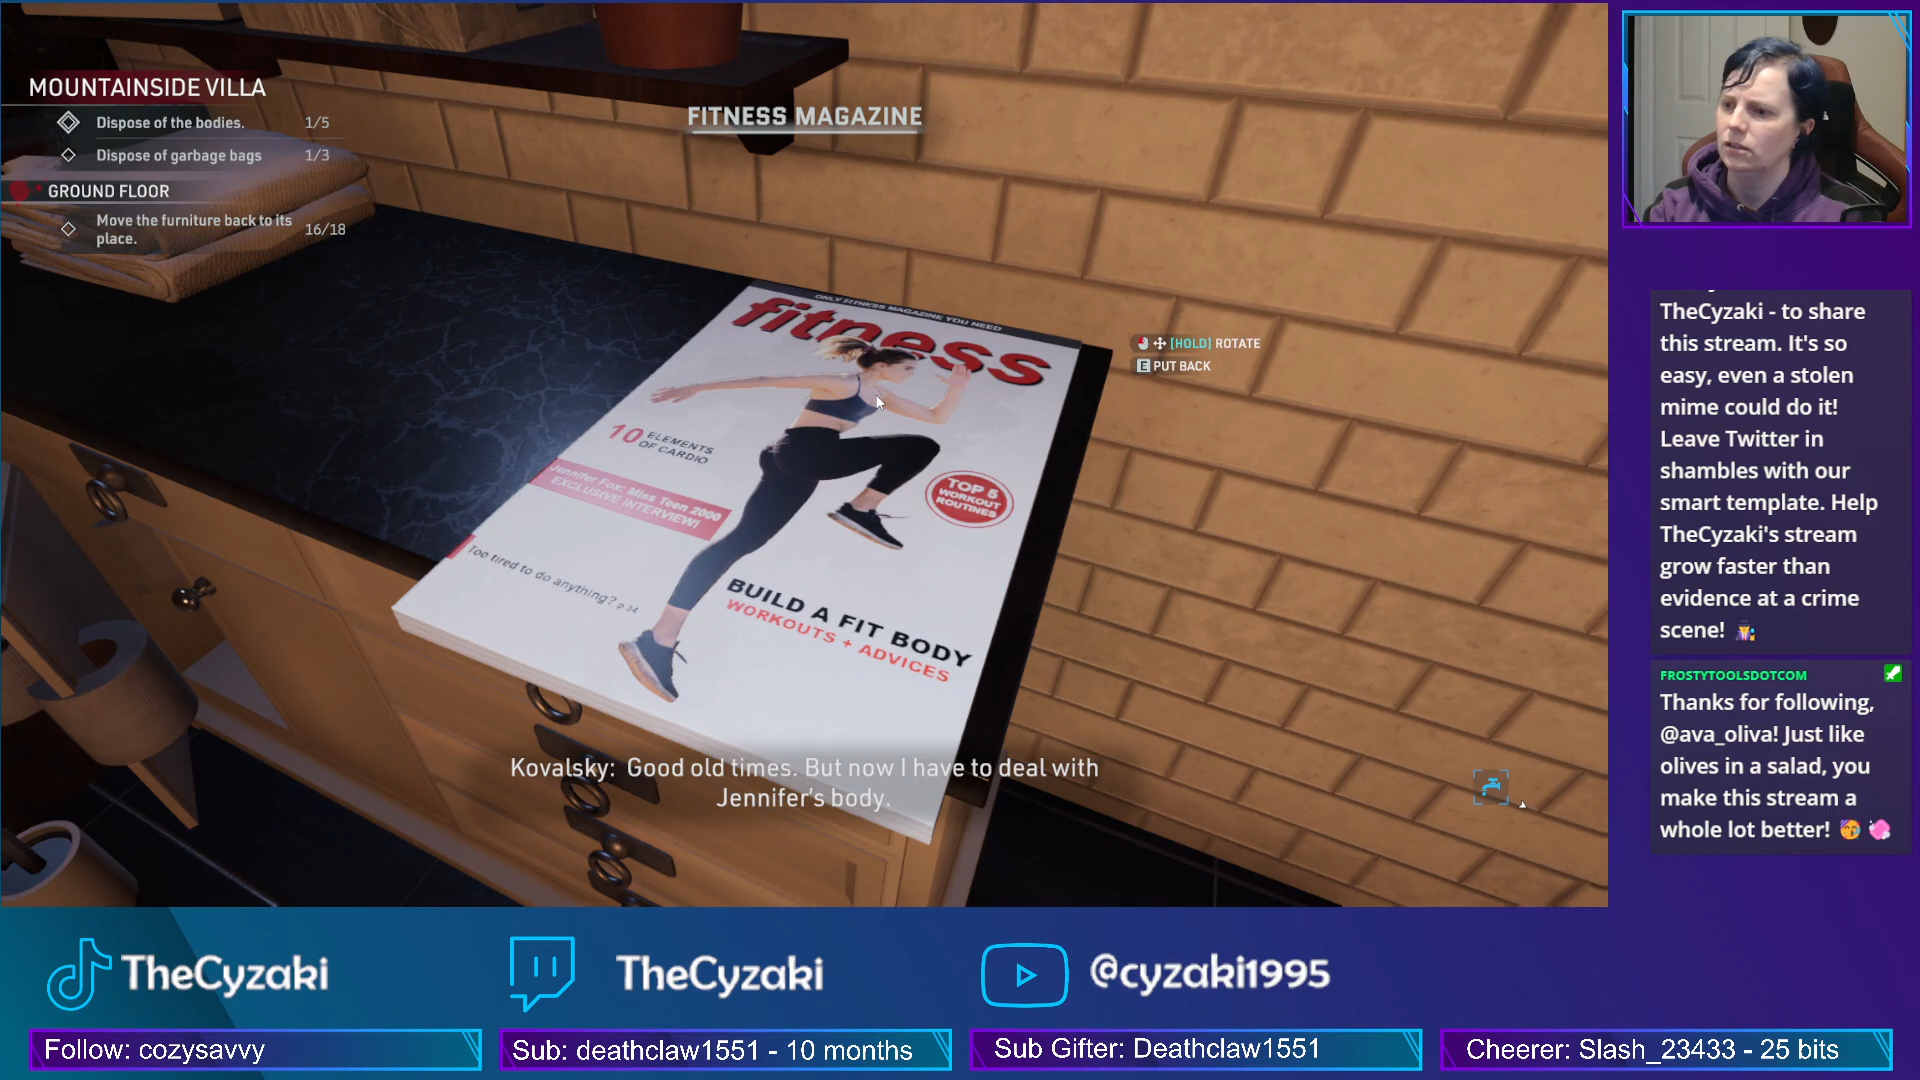 MOUNTAINSIDE VILLA
Dispose of the bodies. 1/5
Dispose of garbage bags 1/3
GROUND FLOOR
Move the furniture back to its
place. 16/18
FITNESS MAGAZINE
ONLY FITNESS MAGAZINE YOU NEED
fitness
10 ELEMENTS
OF CARDIO
Jennifer Fox: Miss Teen 2000
EXCLUSIVE INTERVIEW!
TOP 5
WORKOUT
ROUTINES
Too tired to do anything? p 34
BUILD A FIT BODY
WORKOUTS + ADVICES
[HOLD] ROTATE
E PUT BACK
Kovalsky: Good old times. But now I have to deal with
Jennifer's body.
TheCyzaki - to share
this stream. It's so
easy, even a stolen
mime could do it!
Leave Twitter in
shambles with our
smart template. Help
TheCyzaki's stream
grow faster than
evidence at a crime
scene!
FROSTYTOOLSDOTCOM
Thanks for following,
@ava_oliva! Just like
olives in a salad, you
make this stream a
whole lot better!
TheCyzaki
TheCyzaki
@cyzaki1995
Follow: cozysavvy
Sub: deathclaw1551 - 10 months
Sub Gifter: Deathclaw1551
Cheerer: Slash_23433 - 25 bits